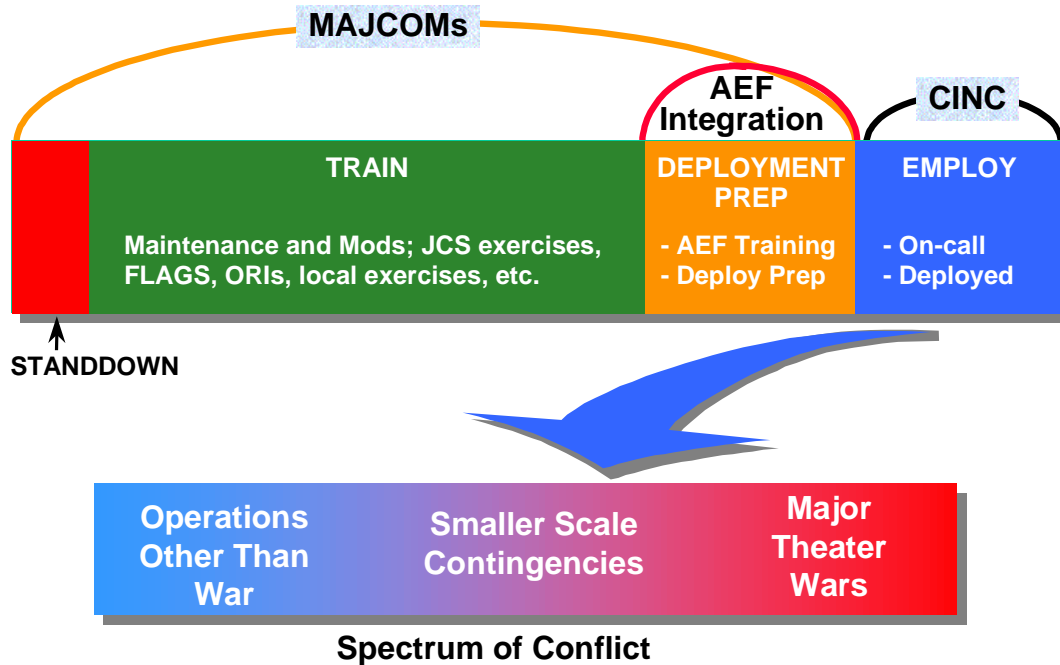 MAJCOMs
AEF
Integration
CINC
TRAIN
Maintenance and Mods; JCS exercises,
FLAGS, ORIs, local exercises, etc.
DEPLOYMENT
PREP
- AEF Training
- Deploy Prep
EMPLOY
- On-call
- Deployed
STANDDOWN
Operations
Other Than
War
Smaller Scale
Contingencies
Major
Theater
Wars
Spectrum of Conflict